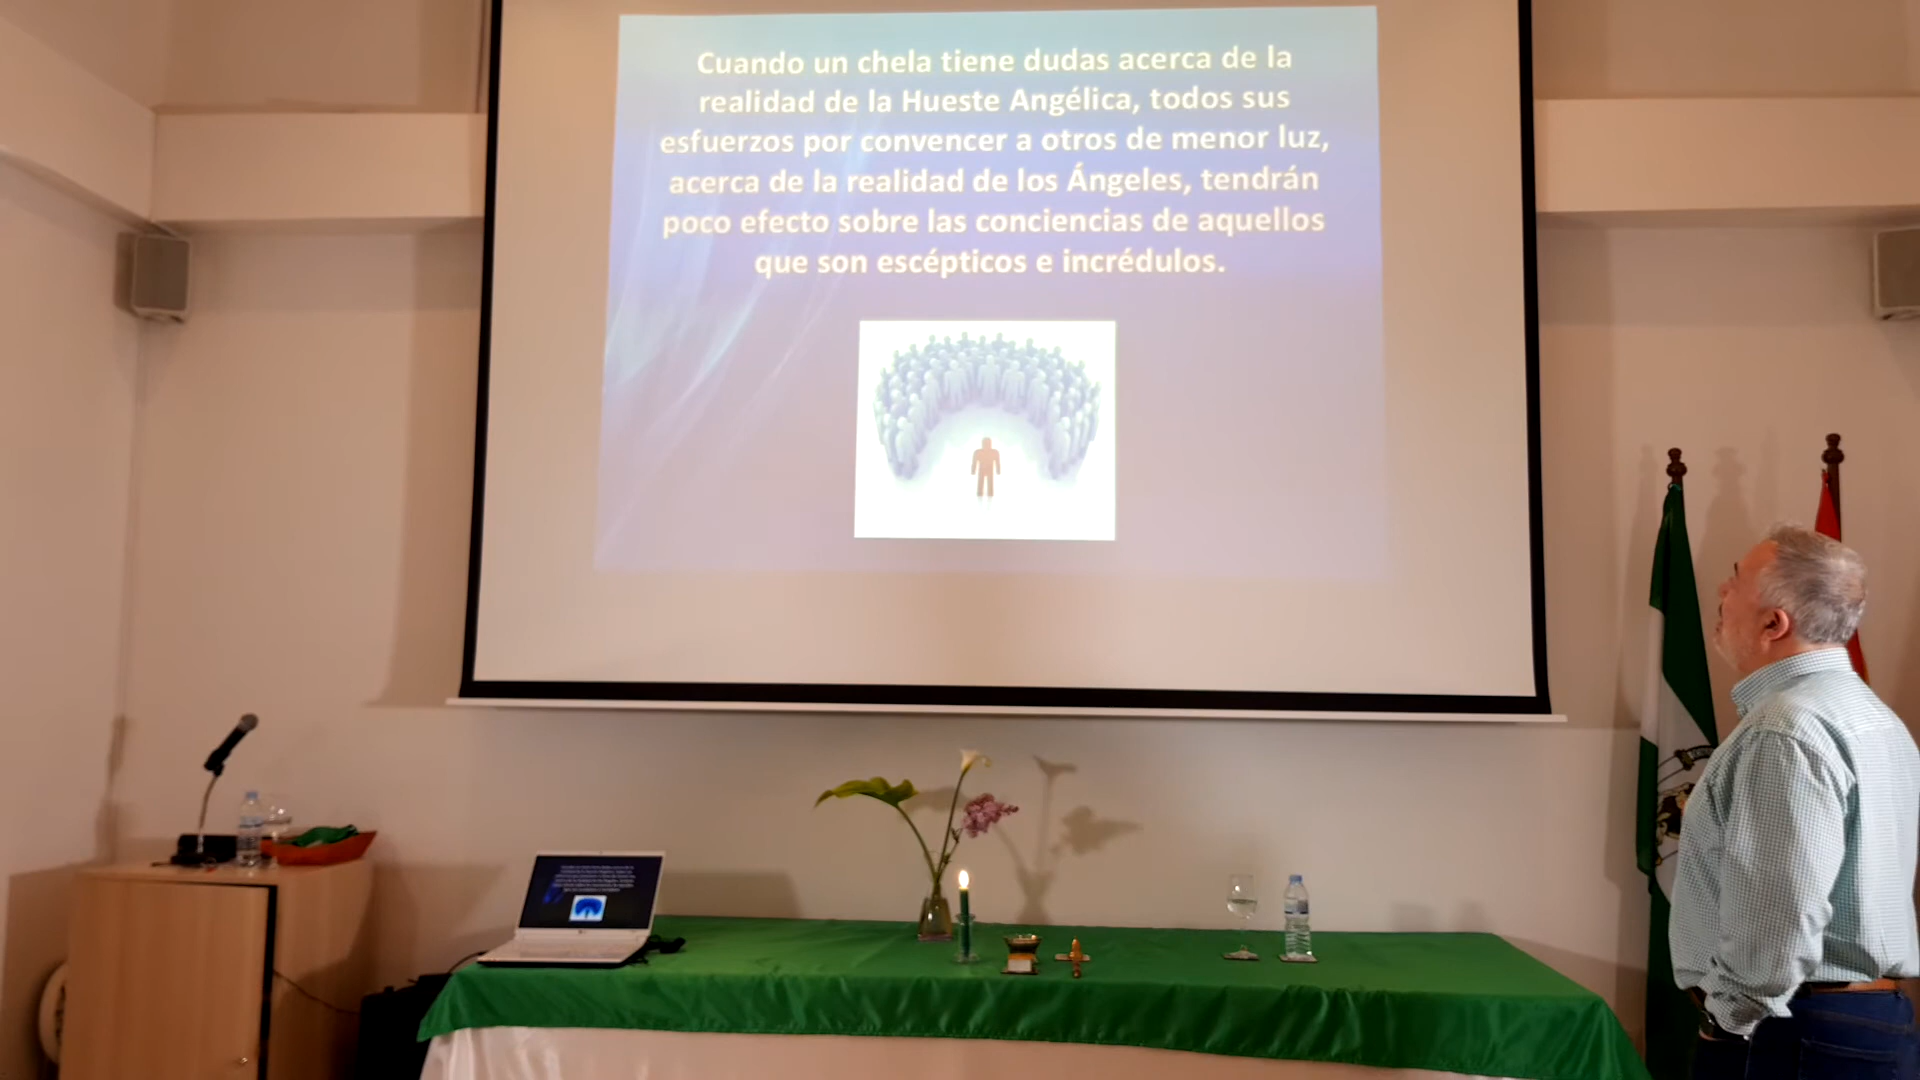 Cuando un chela tiene dudas acerca de la
realidad de la Hueste Angélica, todos sus
esfuerzos por convencer a otros de menor luz,
acerca de la realidad de los Ángeles, tendrán
poco efecto sobre las conciencias de aquellos
que son escépticos e incrédulos.